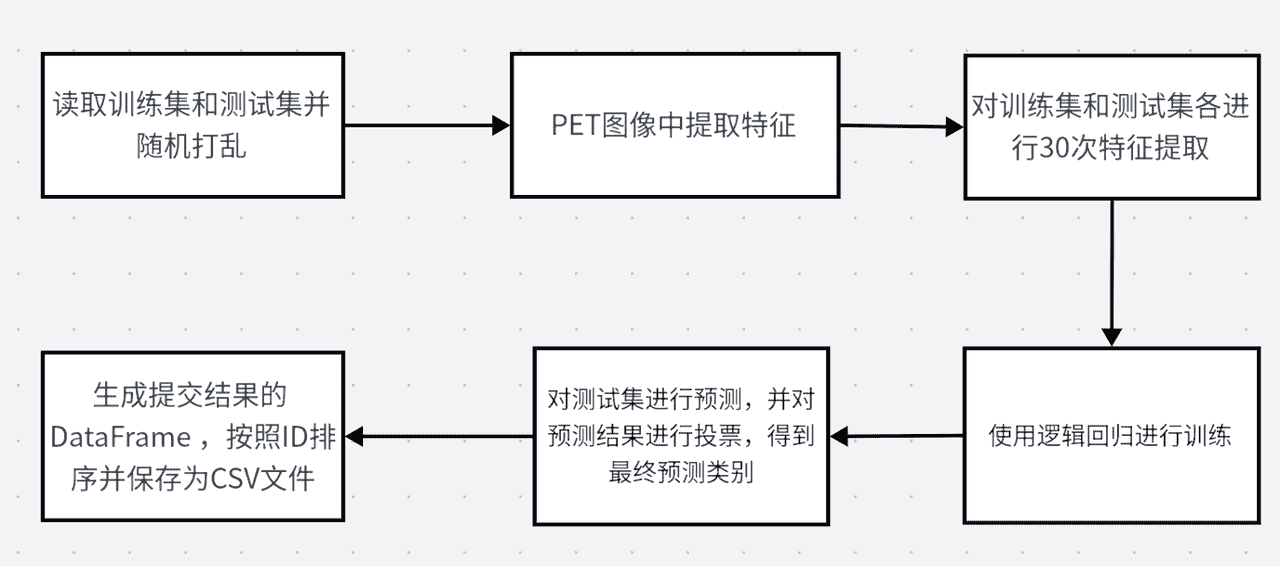 读取训练集和测试集并
随机打乱
PET图像中提取特征
对训练集和测试集各进
行30次特征提取
使用逻辑回归进行训练
对测试集进行预测，并对
预测结果进行投票，得到
最终预测类别
生成提交结果的
DataFrame ，按照ID排
序并保存为CSV文件